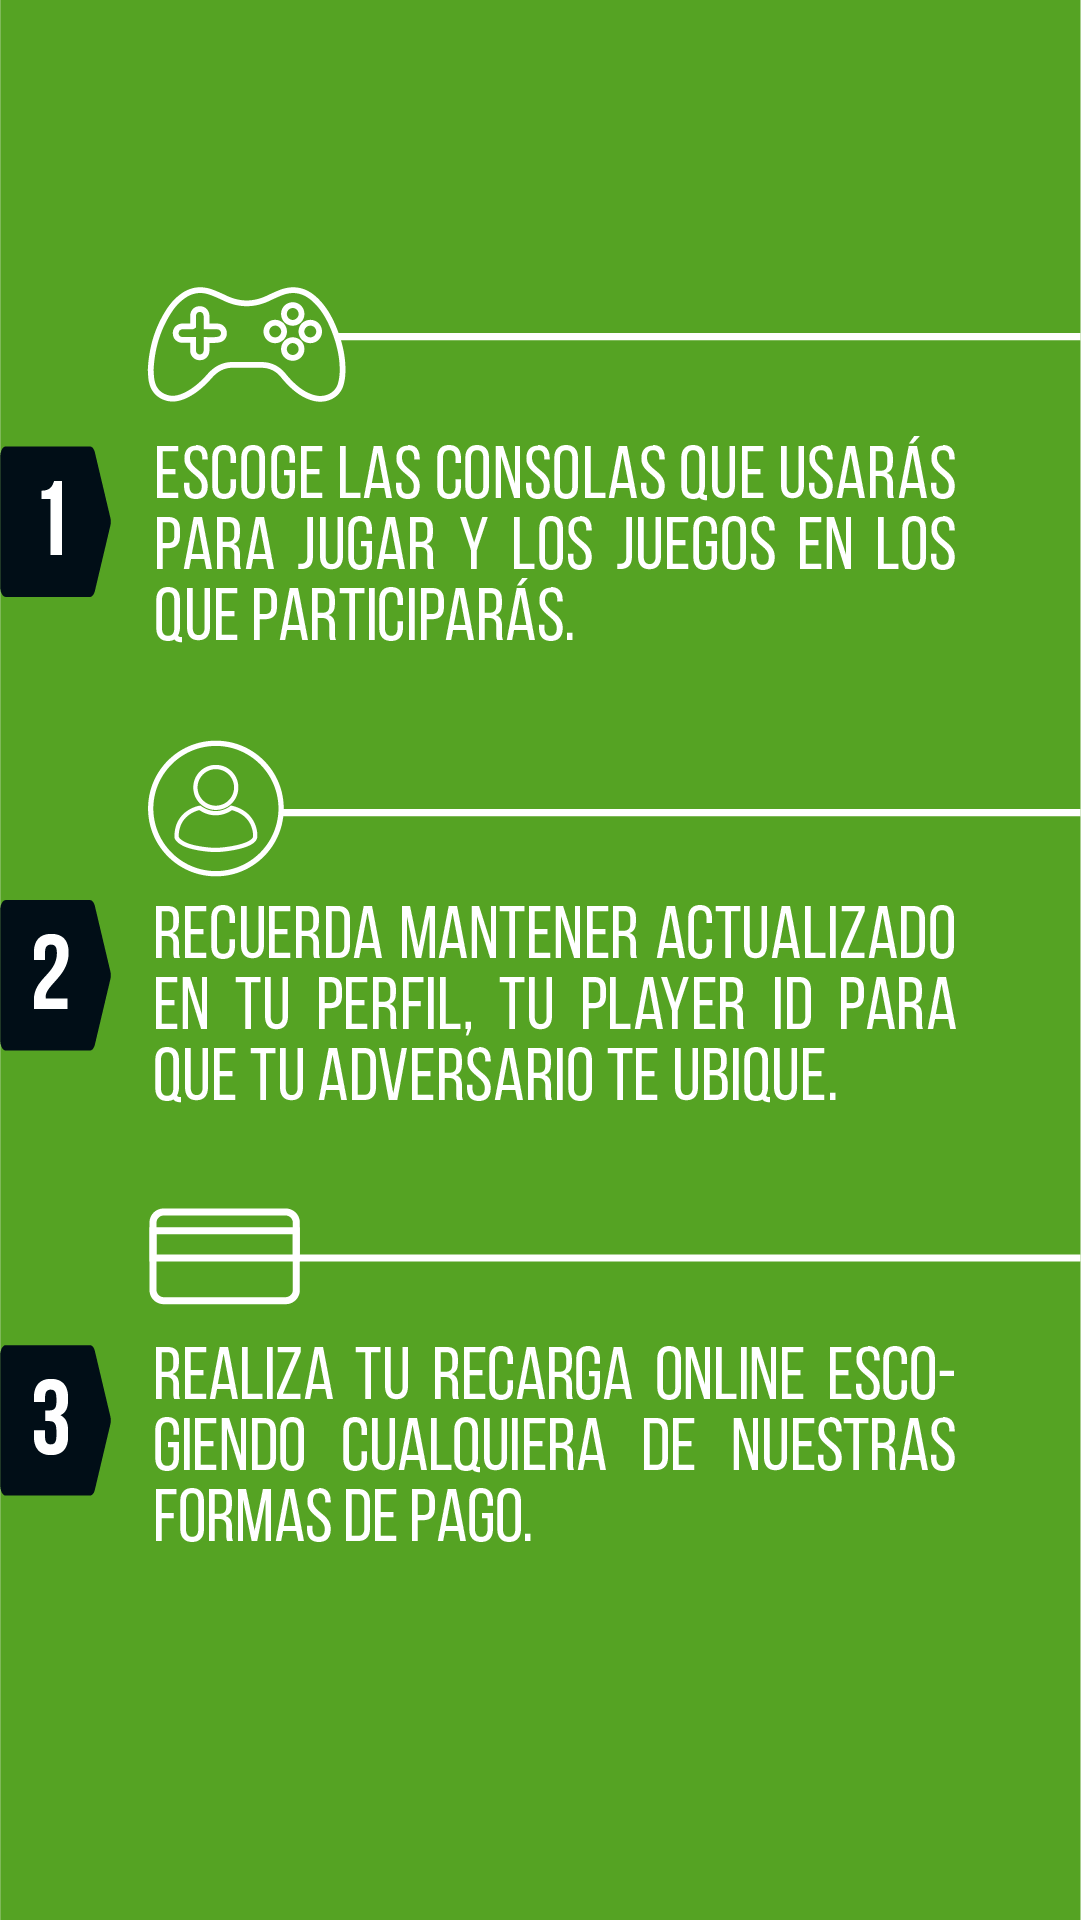 1
ESCOGE LAS CONSOLAS QUE USARÁS
PARA JUGAR Y LOS JUEGOS EN LOS
QUE PARTICIPARÁS.
2
RECUERDA MANTENER ACTUALIZADO
EN TU PERFIL, TU PLAYER ID PARA
QUE TU ADVERSARIO TE UBIQUE.
3
REALIZA TU RECARGA ONLINE ESCO-
GIENDO CUALQUIERA DE NUESTRAS
FORMAS DE PAGO.